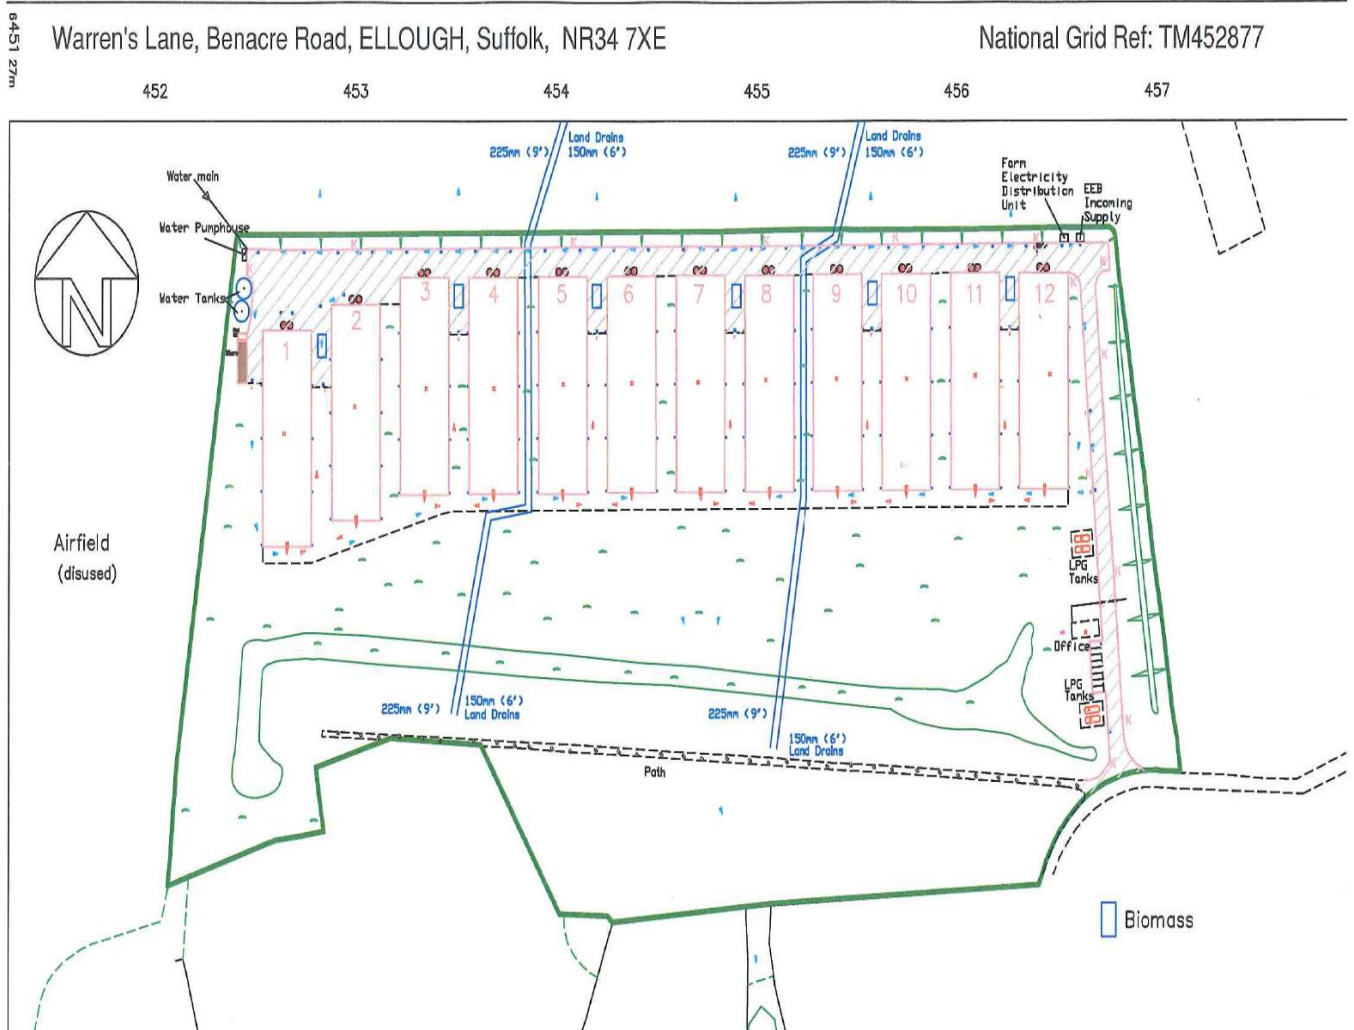 6451 27m
Warren's Lane, Benacre Road, ELLOUGH, Suffolk, NR34 7XE
National Grid Ref: TM452877
452
453
454
455
456
457
Land Drains
225mm (9")
150mm (6")
Land Drains
225mm (9")
150mm (6")
Farm
Electricity
Distribution
Unit
EEB
Incoming
Supply
Water main
Water Pumphouse
Water Tanks
N
K
K
K
K
K
K
K
K
K
K
K
K
K
K
1
2
3
4
5
6
7
8
9
10
11
12
Airfield
(disused)
LPG
Tanks
Office
LPG
Tanks
225mm (9")
150mm (6")
Land Drains
225mm (9")
150mm (6")
Land Drains
Path
Biomass